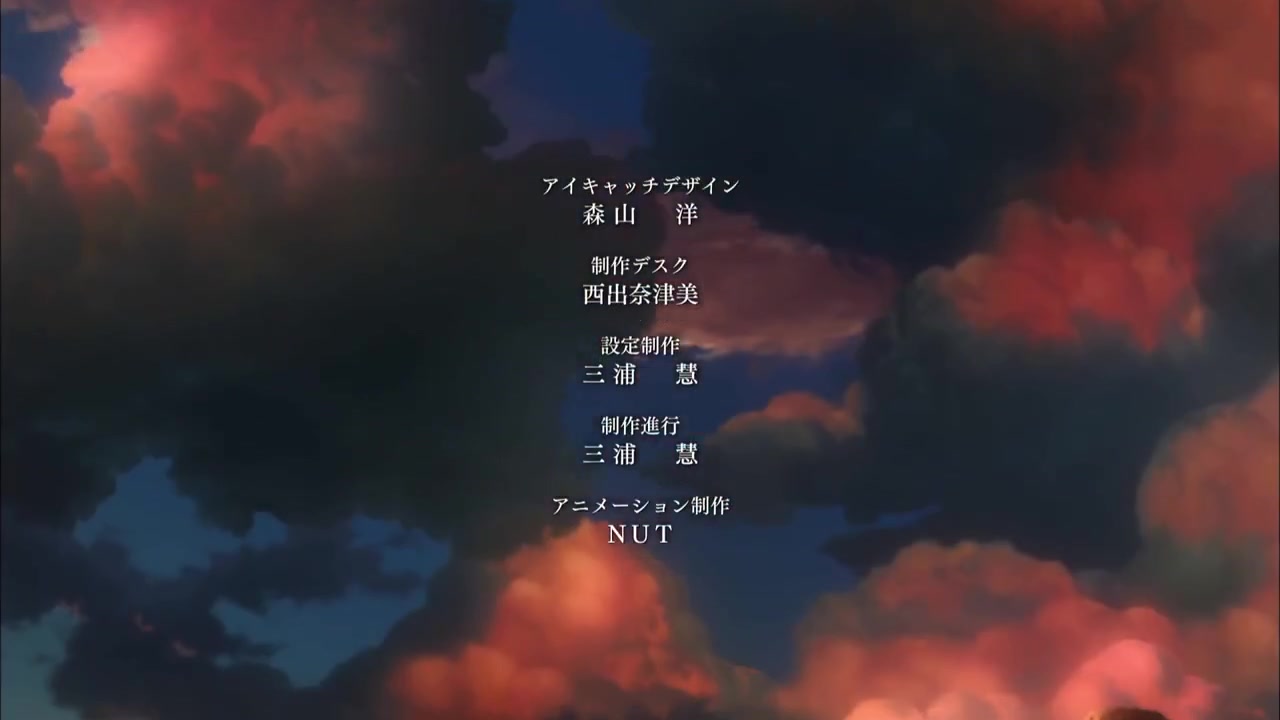 アイキャッチデザイン
森山　洋
制作デスク
西出奈津美
設定制作
三浦　慧
制作進行
三浦　慧
アニメーション制作
NUT